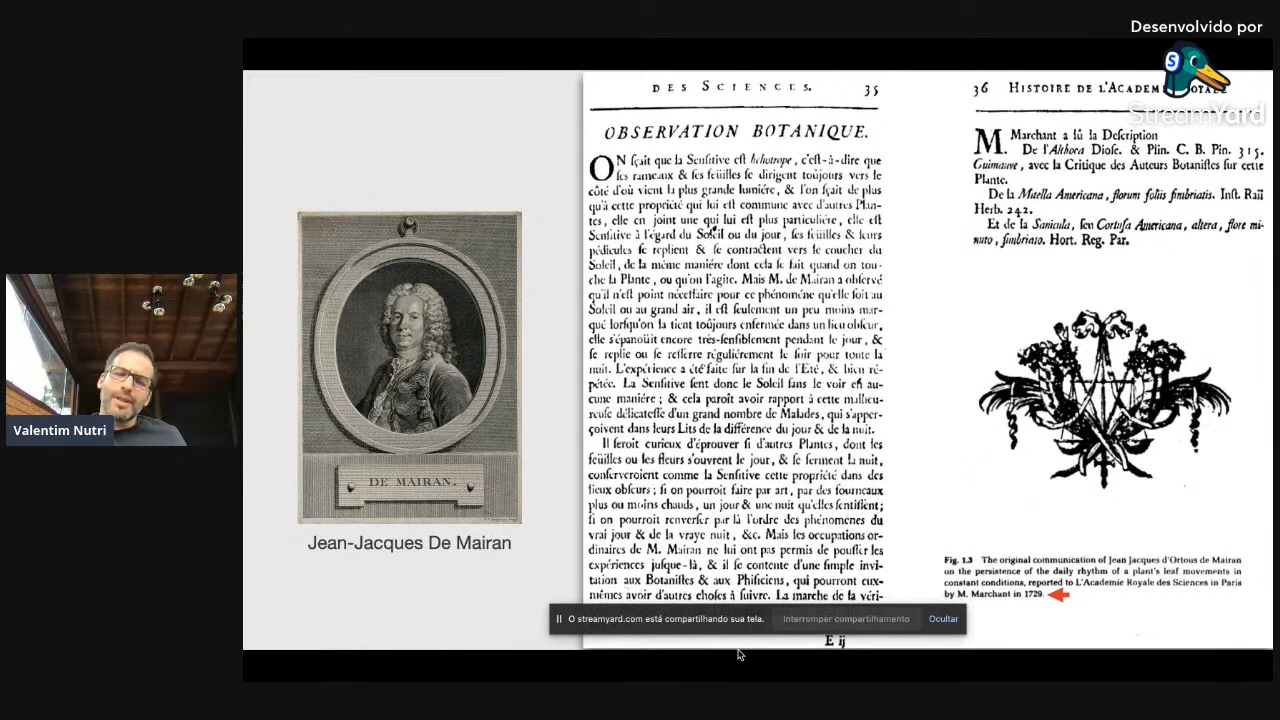 Desenvolvido por
StreamYard
Valentim Nutri
DE MAIRAN.
Jean-Jacques De Mairan
DES SCIENCES. 35
OBSERVATION BOTANIQUE.
ON ſçait que la Senſitive eſt héliotrope, c'eſt-à-dire que
ſes rameaux & ſes feüilles ſe dirigent toûjours vers le
côté d'où vient la plus grande lumiére, & l'on ſçait de plus
qu'à cette propriété qui lui eſt commune avec d'autres Plan-
tes, elle en joint une qui lui eſt plus particuliére, elle eſt
Senſitive à l'égard du Soleil ou du jour, ſes feüilles & leurs
pédicules ſe replient & ſe contractent vers le coucher du
Soleil, de la même maniére dont cela ſe fait quand on tou-
che la Plante, ou qu'on l'agite. Mais M. de Mairan a obſervé
qu'il n'eſt point néceſſaire pour ce phénoméne qu'elle ſoit au
Soleil ou au grand air, il eſt ſeulement un peu moins mar-
qué lorſqu'on la tient toûjours enfermée dans un lieu obſcur,
elle s'épanoüit encore très-ſenſiblement pendant le jour, &
ſe replie ou ſe reſſerre réguliérement le ſoir pour toute la
nuit. L'expérience a été faite ſur la fin de l'Eté, & bien ré-
pétée. La Senſitive ſent donc le Soleil ſans le voir en au-
cune maniére ; & cela paroît avoir rapport à cette malheu-
reuſe délicateſſe d'un grand nombre de Malades, qui s'apper-
çoivent dans leurs Lits de la différence du jour & de la nuit.
Il ſeroit curieux d'éprouver ſi d'autres Plantes, dont les
feüilles ou les fleurs s'ouvrent le jour, & ſe ferment la nuit,
conſerveroient comme la Senſitive cette propriété dans des
lieux obſcurs ; ſi on pourroit faire par art, par des fourneaux
plus ou moins chauds, un jour & une nuit qu'elles ſentiſſent ;
ſi on pourroit renverſer par là l'ordre des phénomenes du
vrai jour & de la vraye nuit, &c. Mais les occupations or-
dinaires de M. Mairan ne lui ont pas permis de pouſſer les
expériences juſque-là, & il ſe contente d'une ſimple invi-
tation aux Botaniſtes & aux Phiſiciens, qui pourront eux-
mêmes avoir d'autres choſes à ſuivre. La marche de la véri-
E ij
36 HISTOIRE DE L'ACADEMIE ROYALE
M. Marchant a lû la Deſcription
De l'Althæa Dioſc. & Plin. C. B. Pin. 315.
Guimauve, avec la Critique des Auteurs Botaniſtes ſur cette
Plante.
De la Mitella Americana, florum foliis fimbriatis. Inſt. Raii
Herb. 242.
Et de la Sanicula, ſeu Cortuſa Americana, altera, flore mi-
nuto, fimbriato. Hort. Reg. Par.
Fig. 1.3 The original communication of Jean Jacques d'Ortous de Mairan
on the persistence of the daily rhythm of a plant's leaf movements in
constant conditions, reported to L'Academie Royale des Sciences in Paris
by M. Marchant in 1729.
O streamyard.com está compartilhando sua tela. Interromper compartilhamento Ocultar